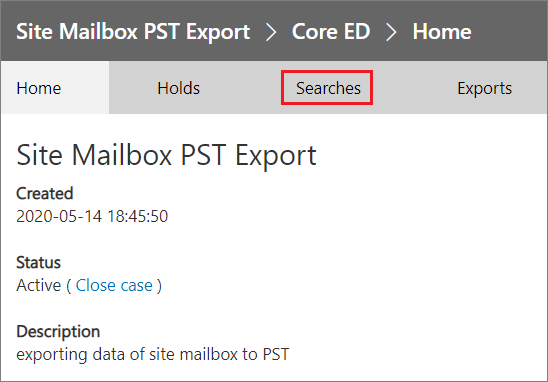 Site Mailbox PST Export > Core ED > Home
Home Holds Searches Exports
Site Mailbox PST Export
Created
2020-05-14 18:45:50
Status
Active ( Close case )
Description
exporting data of site mailbox to PST